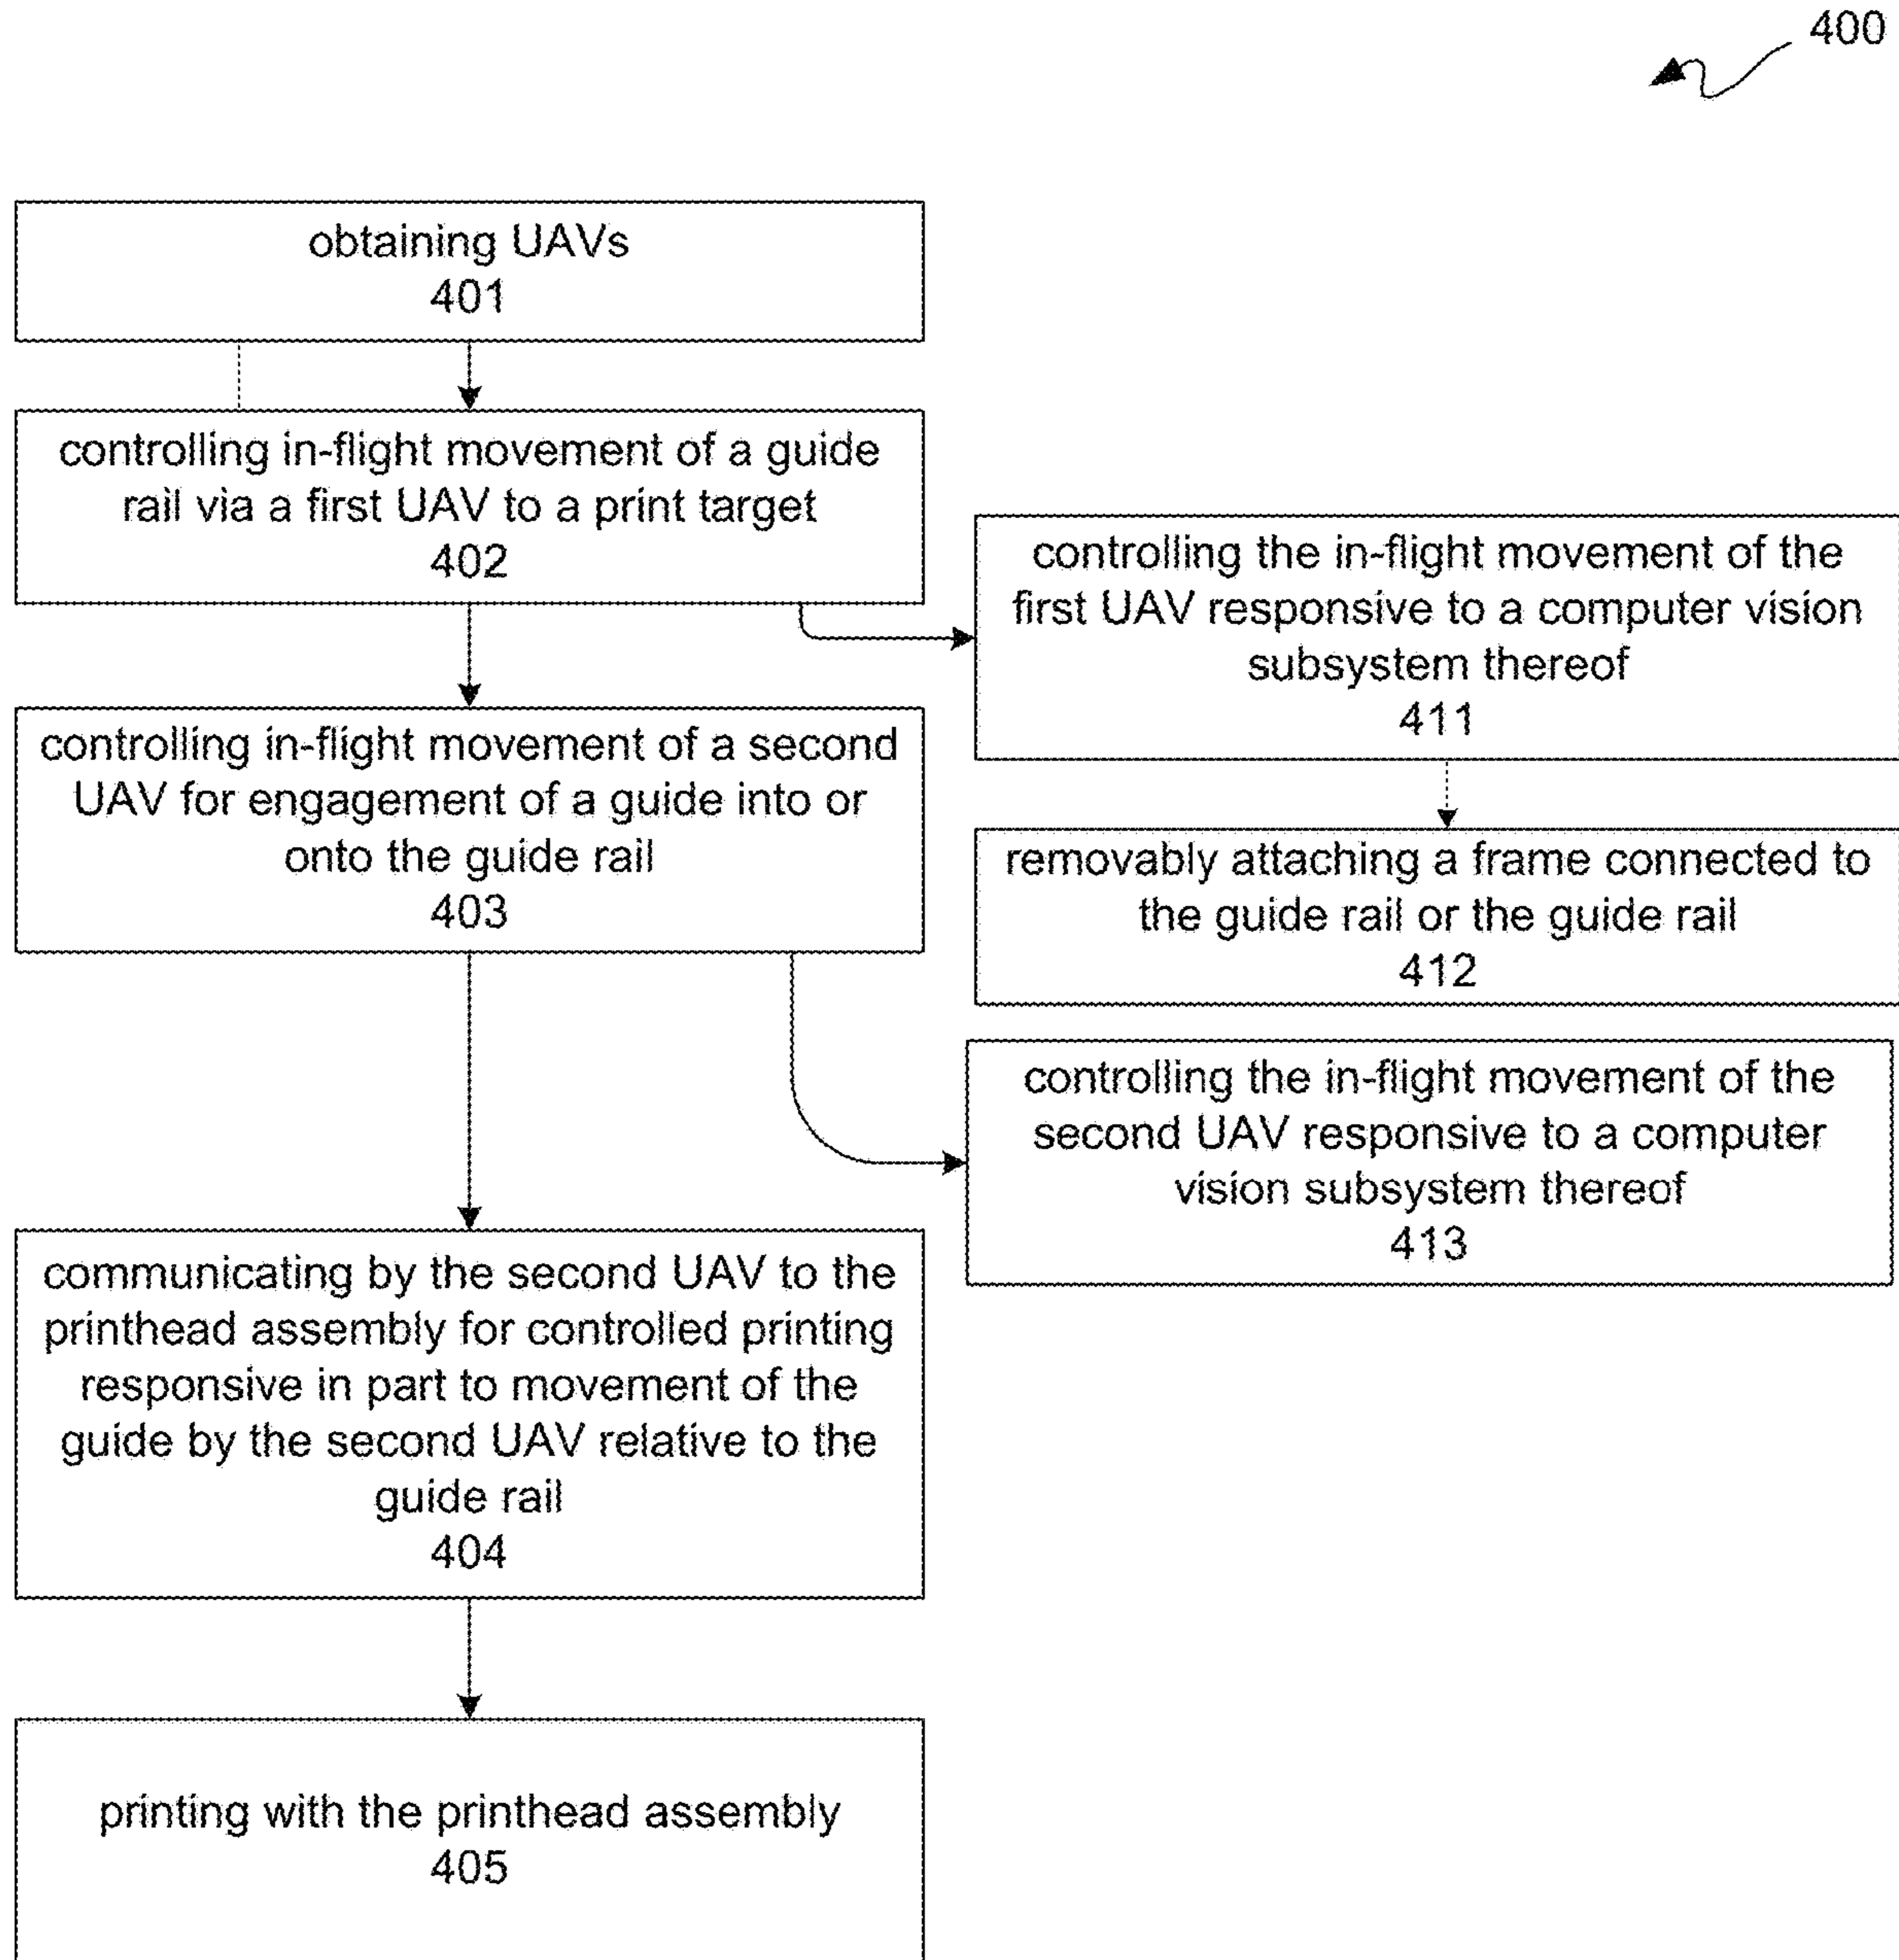 400
obtaining UAVs
401
controlling in-flight movement of a guide
rail via a first UAV to a print target
402
controlling the in-flight movement of the
first UAV responsive to a computer vision
subsystem thereof
411
controlling in-flight movement of a second
UAV for engagement of a guide into or
onto the guide rail
403
removably attaching a frame connected to
the guide rail or the guide rail
412
controlling the in-flight movement of the
second UAV responsive to a computer
vision subsystem thereof
413
communicating by the second UAV to the
printhead assembly for controlled printing
responsive in part to movement of the
guide by the second UAV relative to the
guide rail
404
printing with the printhead assembly
405